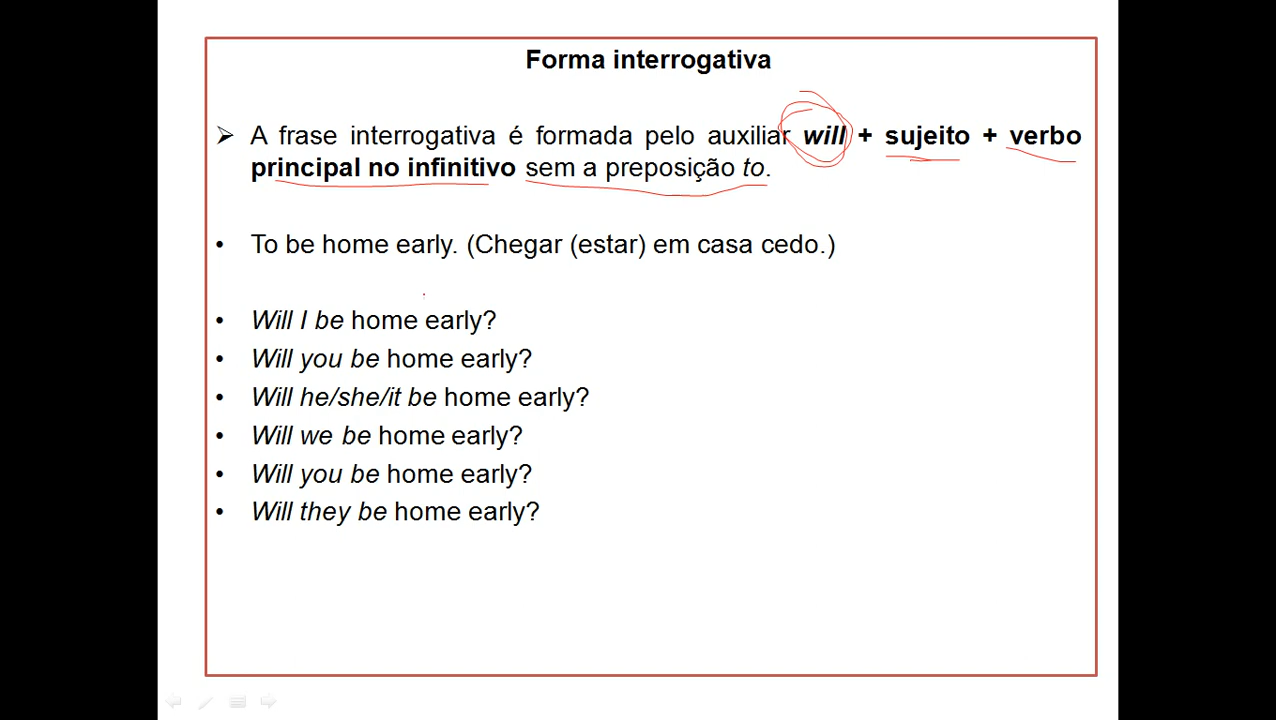 Forma interrogativa
➢ A frase interrogativa é formada pelo auxiliar will + sujeito + verbo
principal no infinitivo sem a preposição to.
• To be home early. (Chegar (estar) em casa cedo.)
• Will I be home early?
• Will you be home early?
• Will he/she/it be home early?
• Will we be home early?
• Will you be home early?
• Will they be home early?